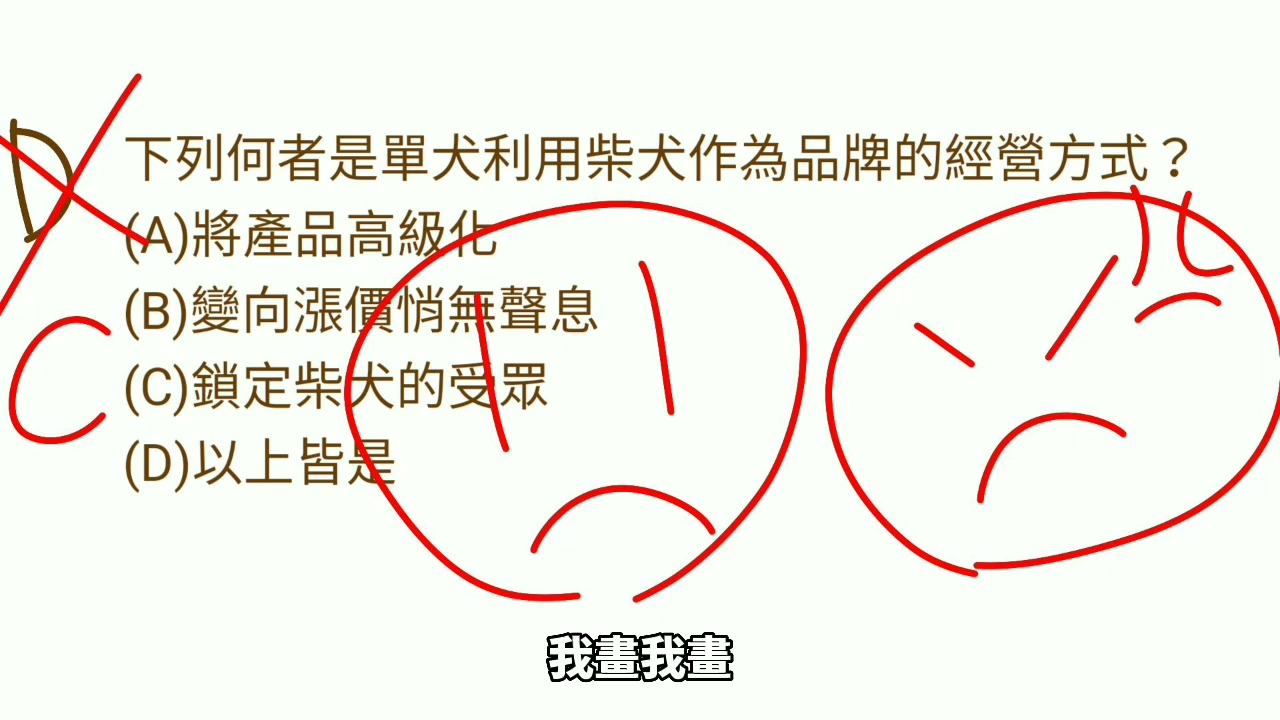 D
下列何者是單犬利用柴犬作為品牌的經營方式？
(A)將產品高級化
(B)變向漲價悄無聲息
C
(C)鎖定柴犬的受眾
(D)以上皆是
我畫我畫